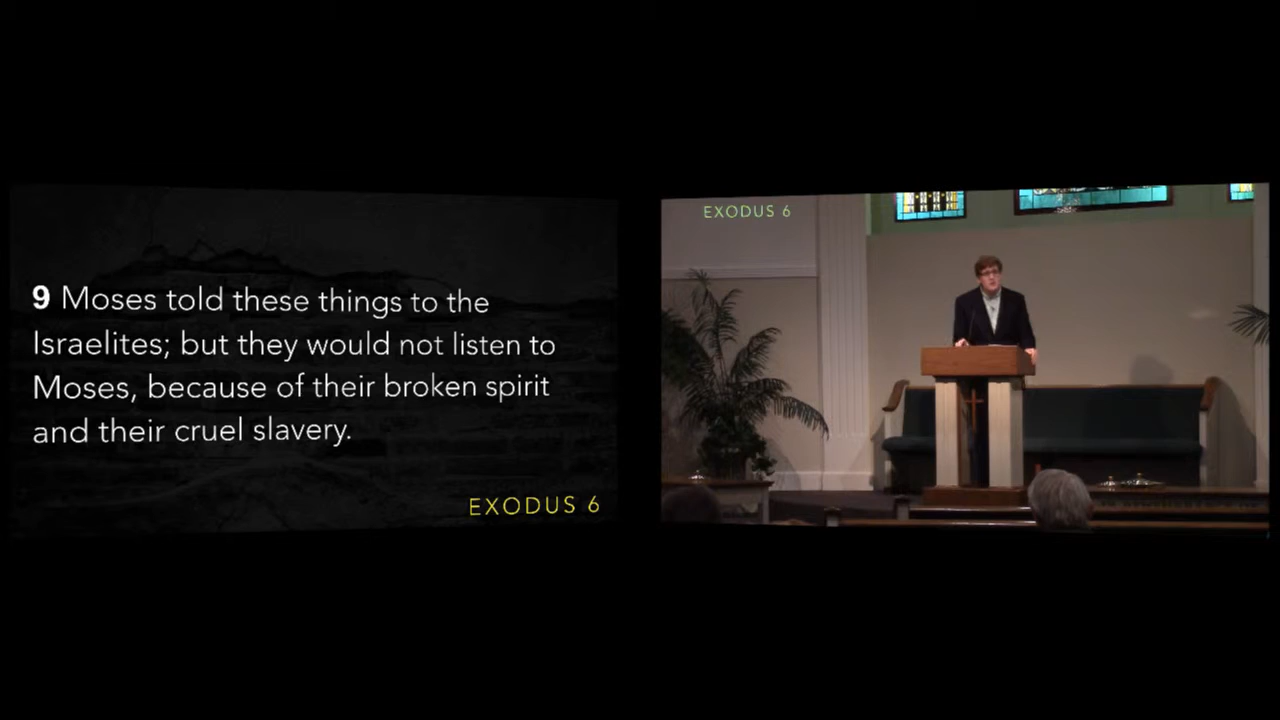 9 Moses told these things to the
Israelites; but they would not listen to
Moses, because of their broken spirit
and their cruel slavery.
EXODUS 6
EXODUS 6